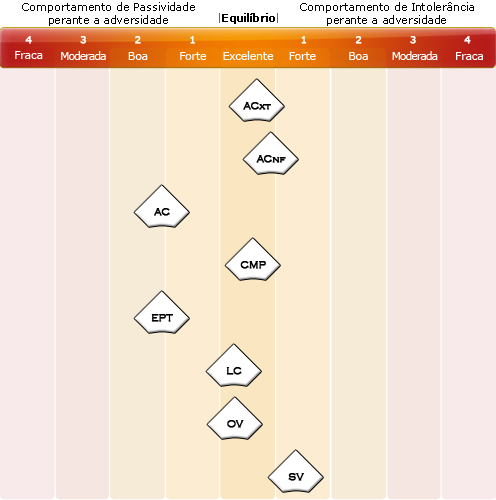 Comportamento de Passividade
perante a adversidade
|Equilíbrio|
Comportamento de Intolerância
perante a adversidade
4 3 2 1 1 2 3 4
Fraca Moderada Boa Forte Excelente Forte Boa Moderada Fraca
ACXT
ACNF
AC
CMP
EPT
LC
OV
SV